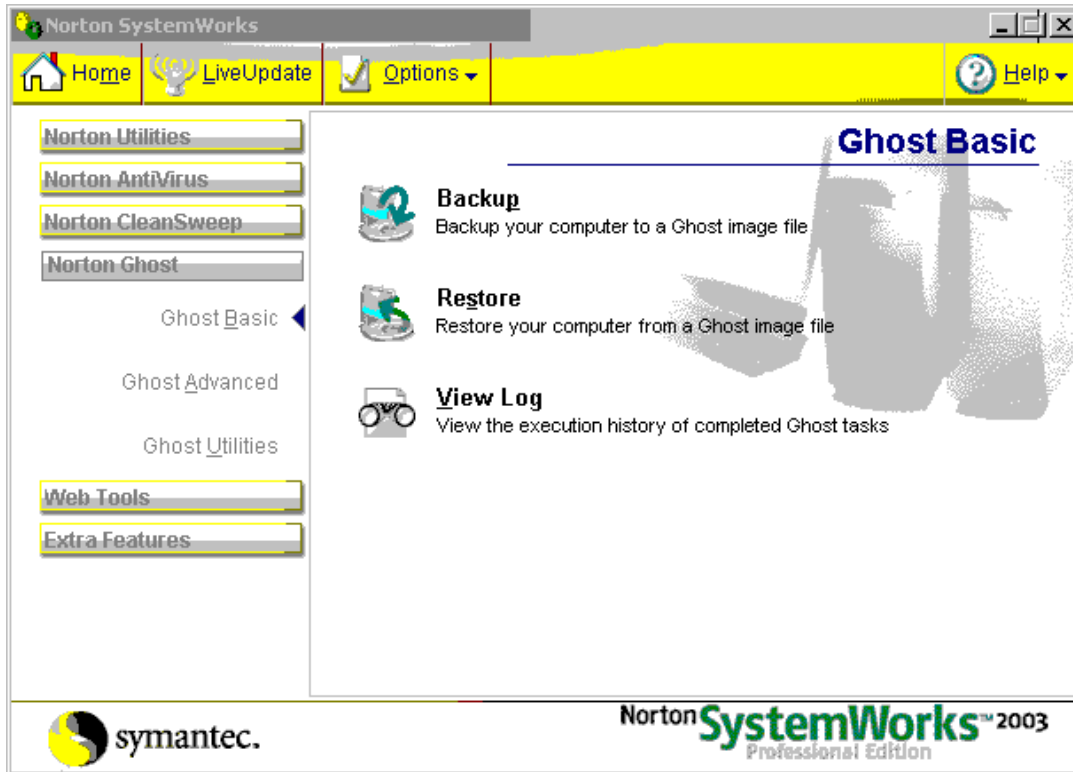 Norton SystemWorks
Home
LiveUpdate
Options
Help
Norton Utilities
Norton AntiVirus
Norton CleanSweep
Norton Ghost
Ghost Basic
Ghost Advanced
Ghost Utilities
Web Tools
Extra Features
Ghost Basic
Backup
Backup your computer to a Ghost image file
Restore
Restore your computer from a Ghost image file
View Log
View the execution history of completed Ghost tasks
symantec.
Norton SystemWorks™ 2003
Professional Edition